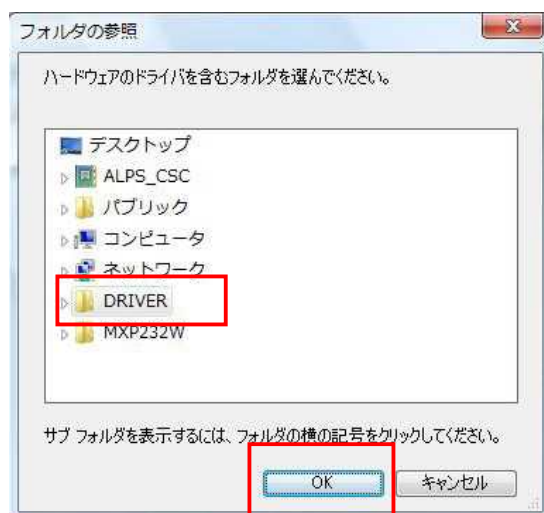 フォルダの参照
ハードウェアのドライバを含むフォルダを選んでください。
デスクトップ
ALPS_CSC
パブリック
コンピュータ
ネットワーク
DRIVER
MXP232W
サブ フォルダを表示するには、フォルダの横の記号をクリックしてください。
OK キャンセル